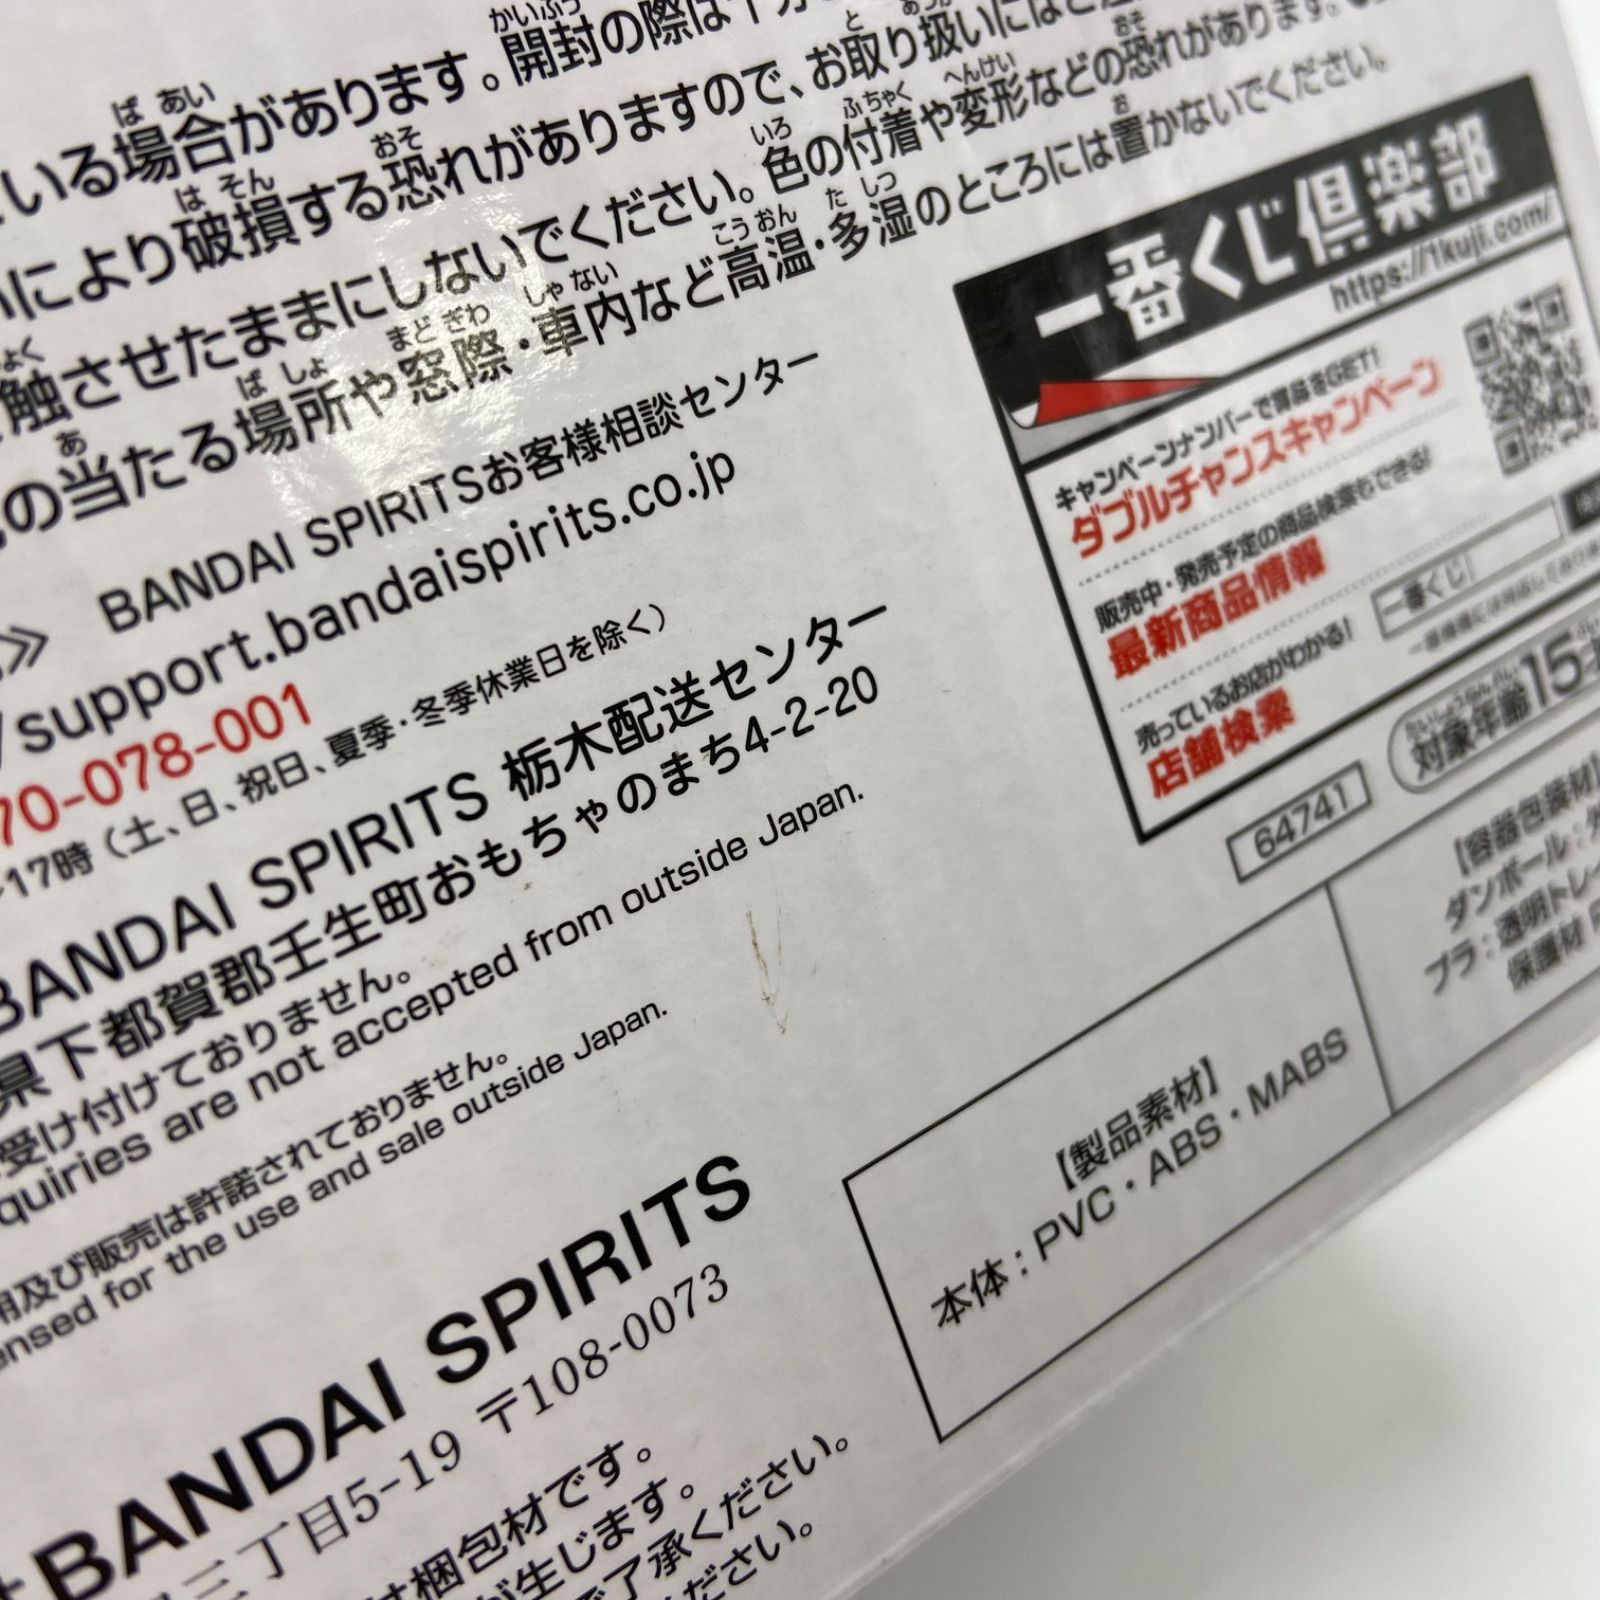 いる場合があります。開封の際は十分
により破損する恐れがありますので、お取り扱いには
触させたままにしないでください。色の付着や変形などの恐れがあります。
の当たる場所や窓際・車内など高温・多湿のところには置かないでください。
BANDAI SPIRITSお客様相談センター
/support.bandaispirits.co.jp
70-078-001
17時（土、日、祝日、夏季・冬季休業日を除く）
BANDAI SPIRITS 栃木配送センター
県下都賀郡壬生町おもちゃのまち4-2-20
受け付けておりません。
quiries are not accepted from outside Japan.
用及び販売は許諾されておりません。
ensed for the use and sale outside Japan.
BANDAI SPIRITS
三丁目5-19 〒108-0073
は梱包材です。
が生じます。
ご了承ください。
ださい。
一番くじ倶楽部
https://1kuji.com/
キャンペーンナンバーで賞品をGET!
ダブルチャンスキャンペーン
販売中・発売予定の商品検索もできる!
最新商品情報
売っているお店がわかる!
店舗検索
一番くじ
64741
対象年齢15
【容器包装材】
ダンボール：外
プラ：透明トレイ
保護材
【製品素材】
本体：PVC・ABS・MABS